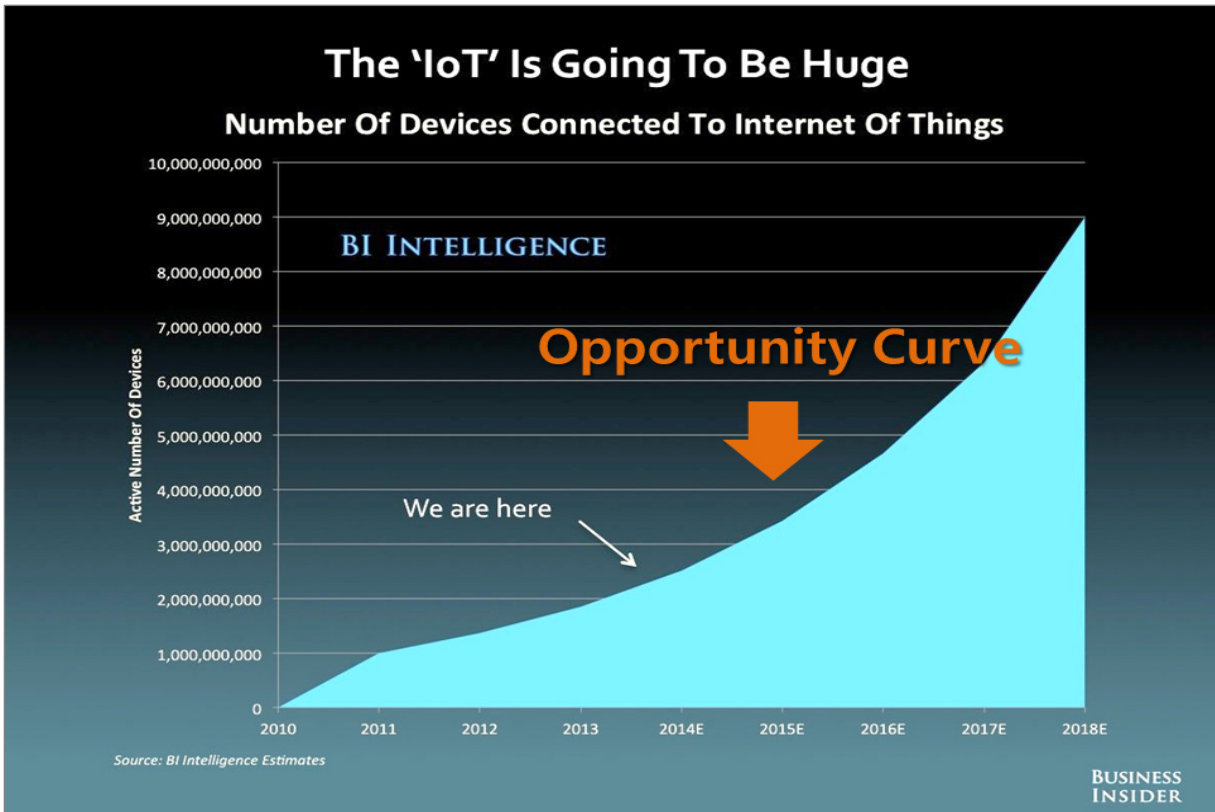 The ‘IoT’ Is Going To Be Huge
Number Of Devices Connected To Internet Of Things
10,000,000,000
9,000,000,000
BI INTELLIGENCE
8,000,000,000
7,000,000,000
Opportunity Curve
6,000,000,000
5,000,000,000
Active Number Of Devices
4,000,000,000
We are here
3,000,000,000
2,000,000,000
1,000,000,000
0
2010 2011 2012 2013 2014E 2015E 2016E 2017E 2018E
Source: BI Intelligence Estimates
BUSINESS
INSIDER